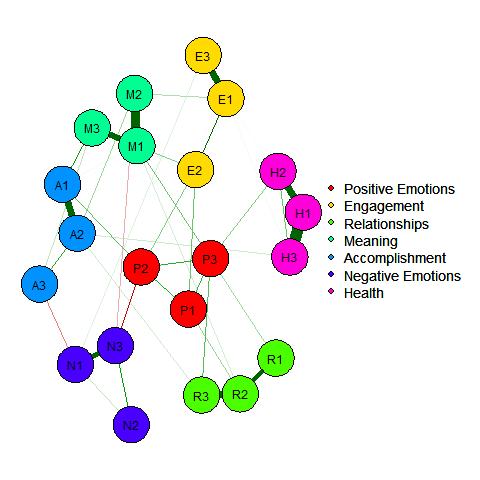 E3
M2
E1
M3
M1
E2
H2
A1
H1
A2
H3
P3
P2
A3
P1
N3
N1
R1
R3
R2
N2
Positive Emotions
Engagement
Relationships
Meaning
Accomplishment
Negative Emotions
Health